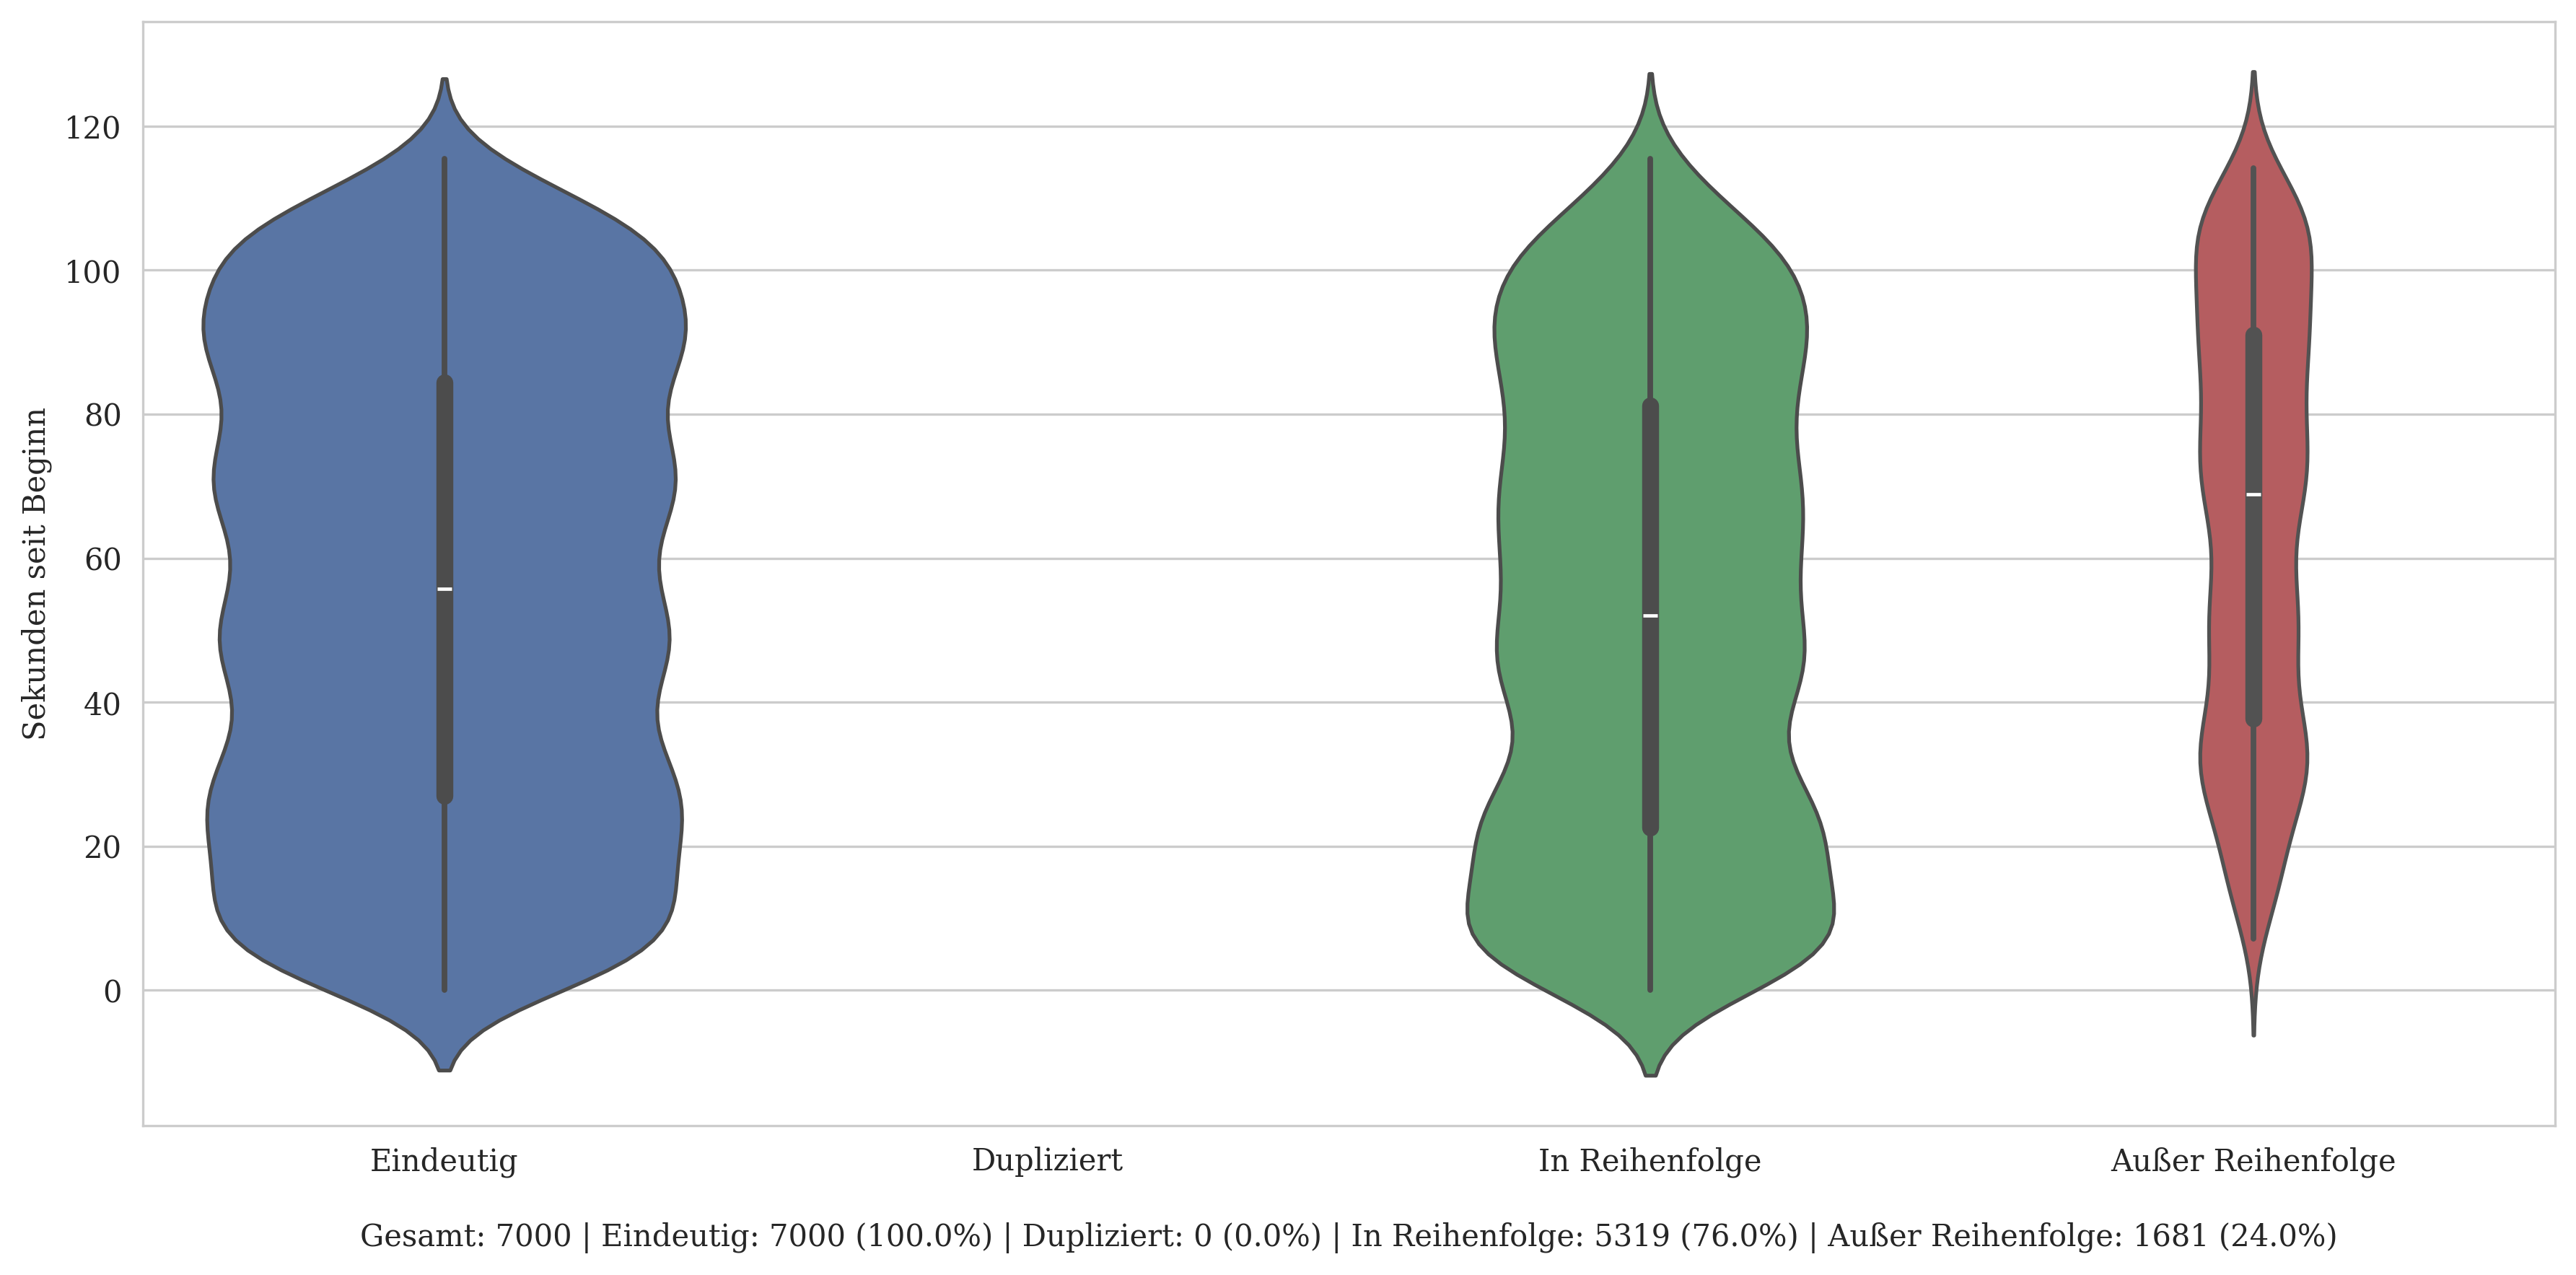 Sekunden seit Beginn
120
100
80
60
40
20
0
Eindeutig
Dupliziert
In Reihenfolge
Außer Reihenfolge
Gesamt: 7000 | Eindeutig: 7000 (100.0%) | Dupliziert: 0 (0.0%) | In Reihenfolge: 5319 (76.0%) | Außer Reihenfolge: 1681 (24.0%)